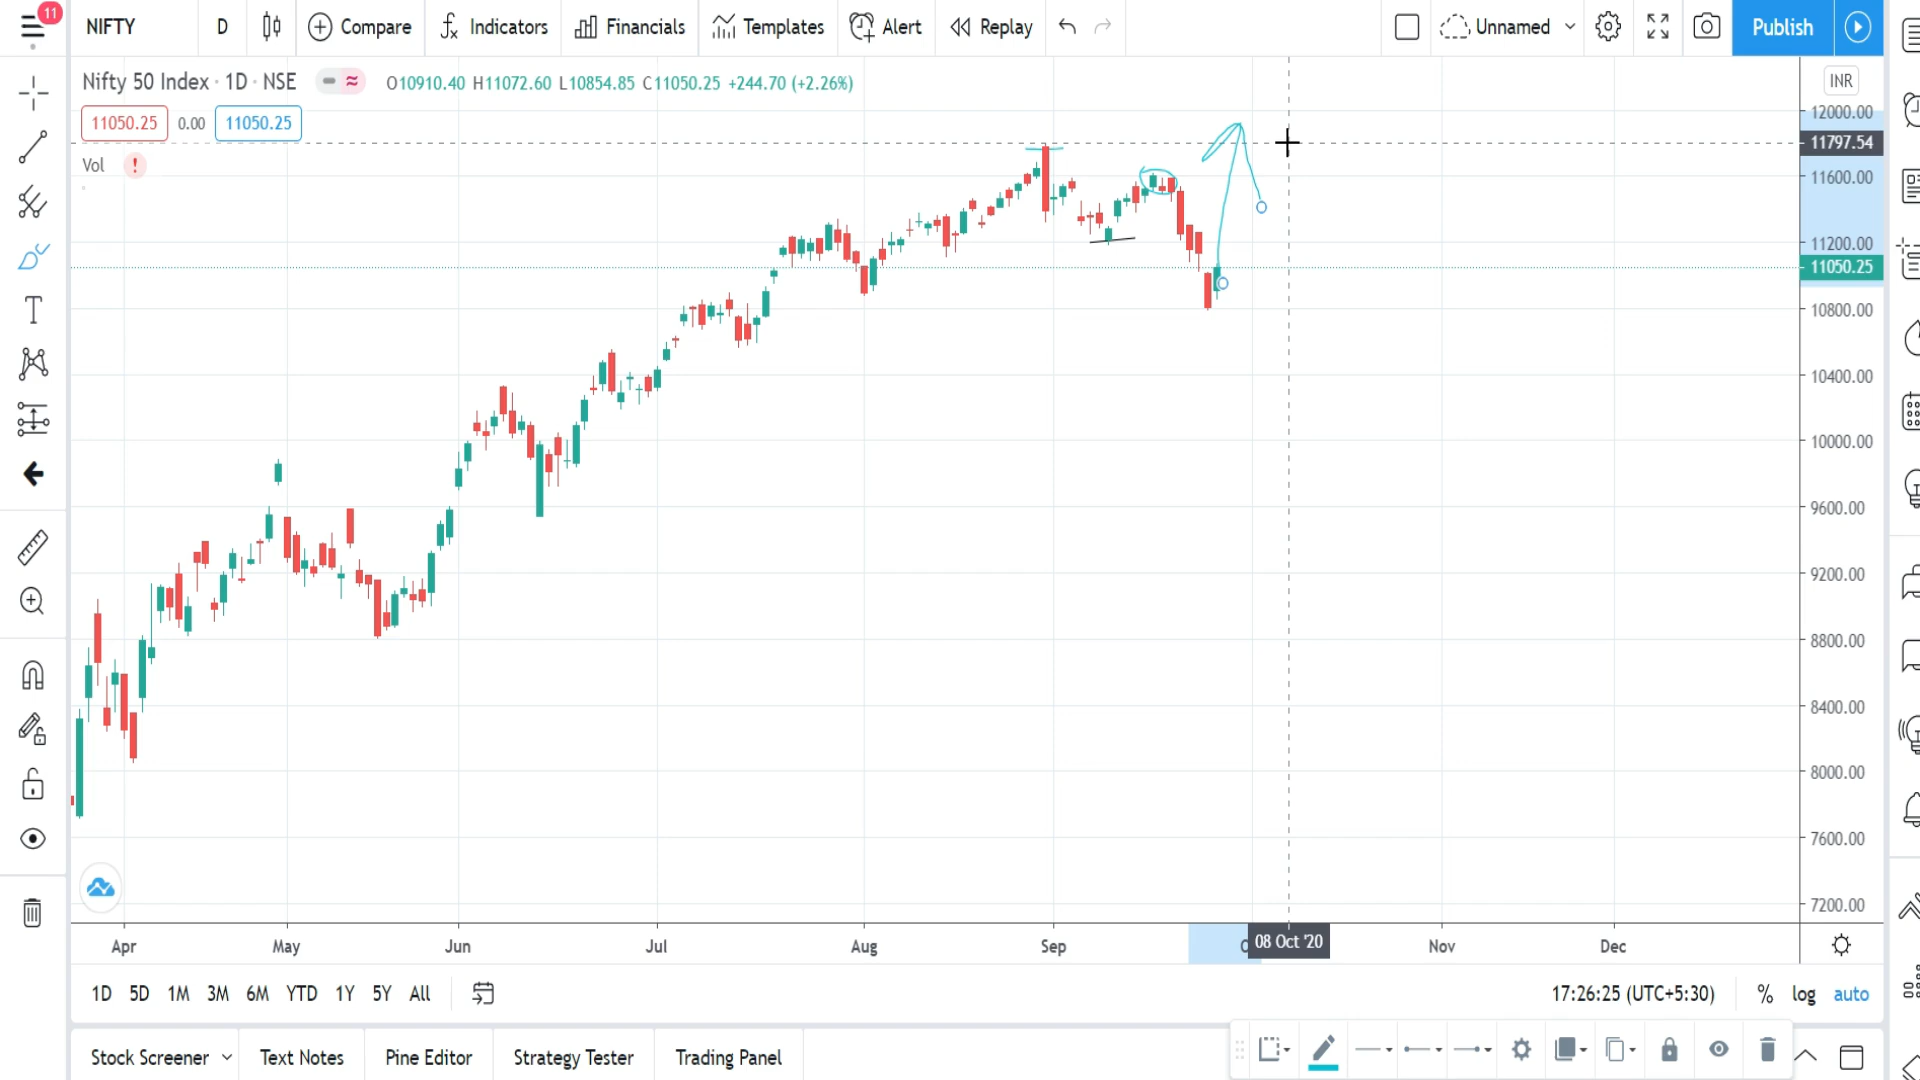 11
NIFTY D Compare Indicators Financials Templates Alert Replay Unnamed Publish
Nifty 50 Index · 1D · NSE O10910.40 H11072.60 L10854.85 C11050.25 +244.70 (+2.26%)
INR
11050.25 0.00 11050.25
Vol !
12000.00
11797.54
11600.00
11200.00
11050.25
10800.00
10400.00
10000.00
9600.00
9200.00
8800.00
8400.00
8000.00
7600.00
7200.00
Apr May Jun Jul Aug Sep 08 Oct '20 Nov Dec
1D 5D 1M 3M 6M YTD 1Y 5Y All 17:26:25 (UTC+5:30) % log auto
Stock Screener Text Notes Pine Editor Strategy Tester Trading Panel